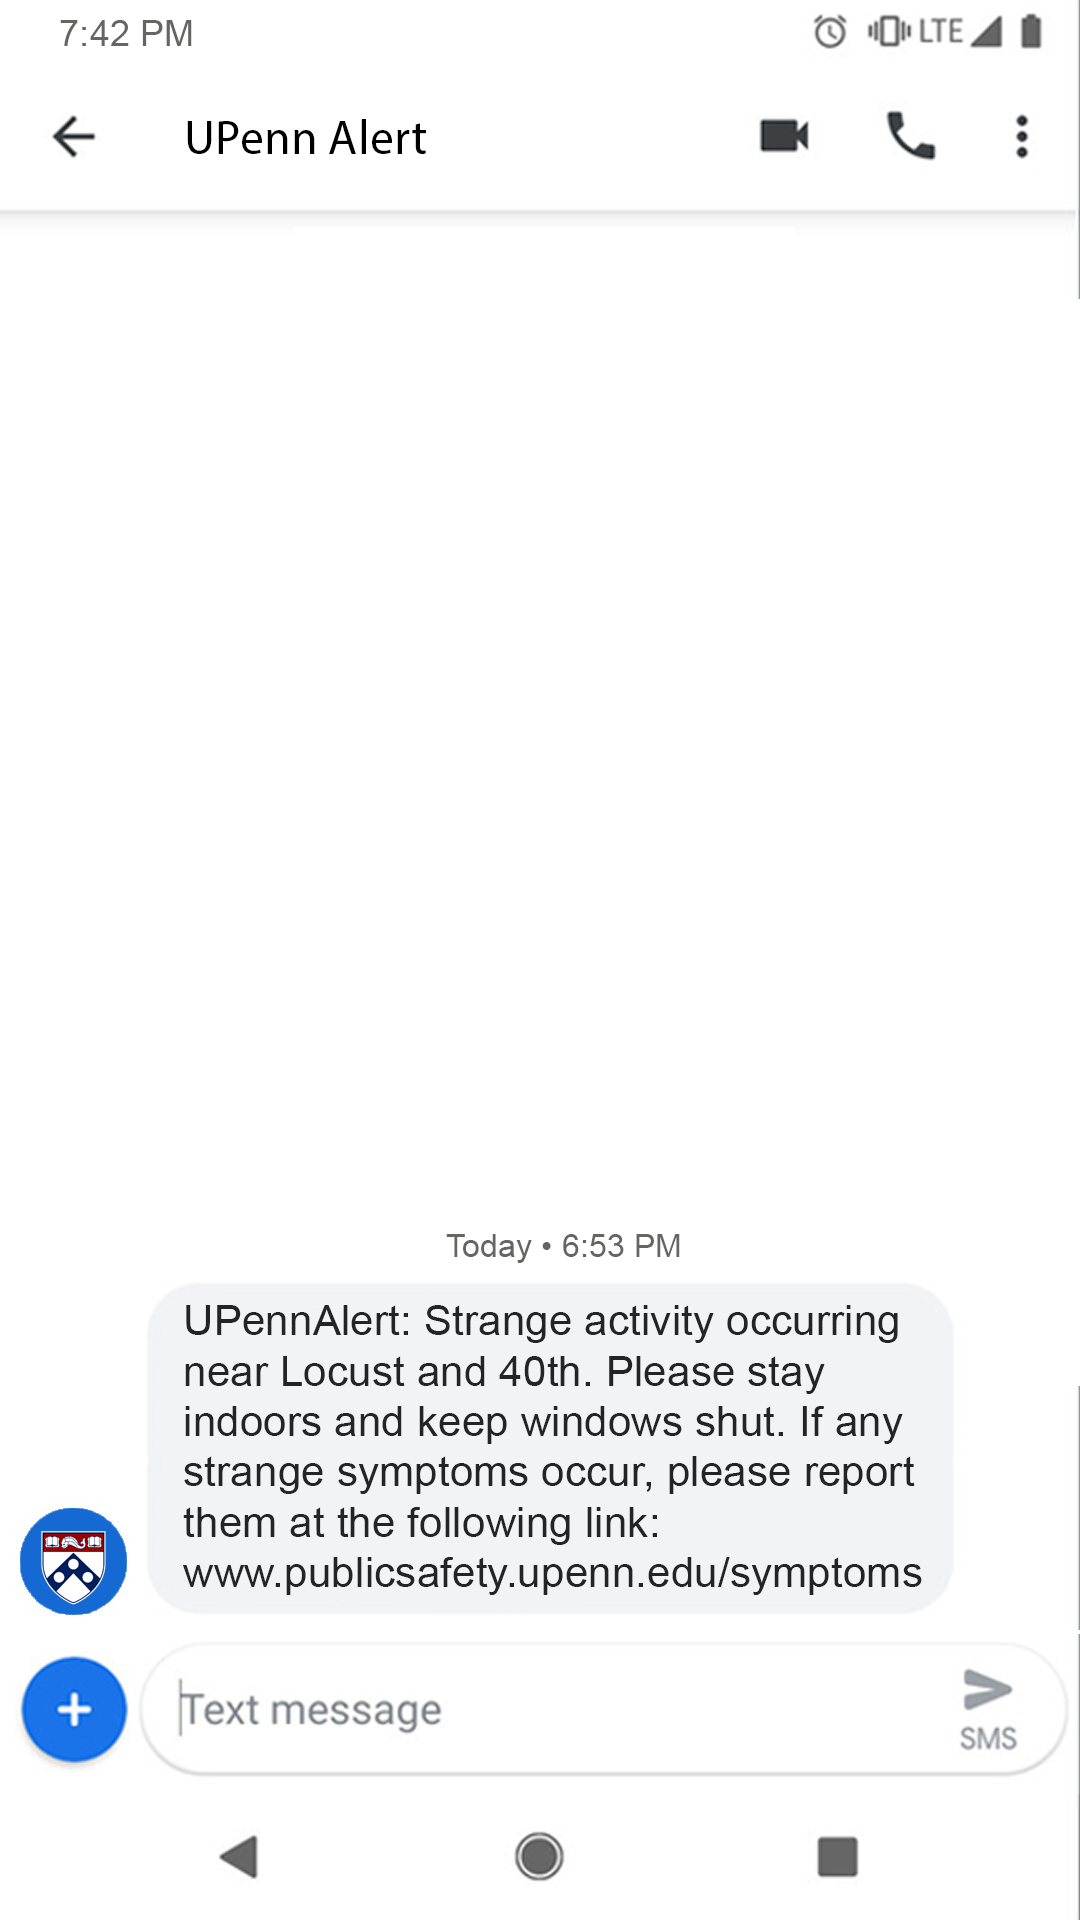 7:42 PM
LTE
UPenn Alert
Today • 6:53 PM
UPennAlert: Strange activity occurring
near Locust and 40th. Please stay
indoors and keep windows shut. If any
strange symptoms occur, please report
them at the following link:
www.publicsafety.upenn.edu/symptoms
Text message
SMS